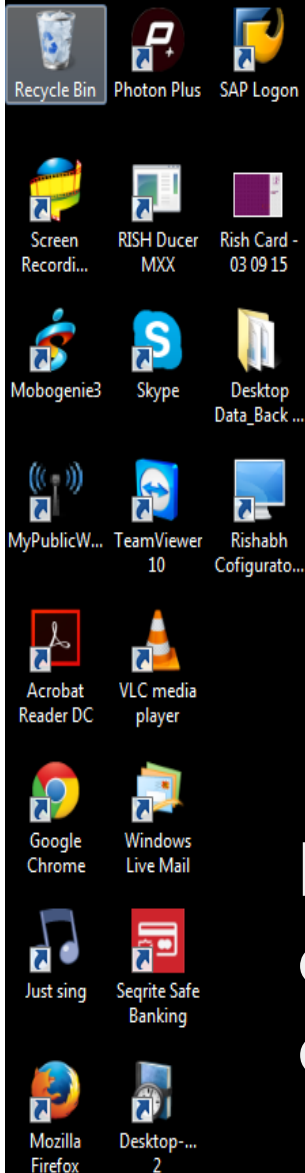 Recycle Bin
Photon Plus
SAP Logon
Screen
Recordi...
RISH Ducer
MXX
Rish Card -
03 09 15
Mobogenie3
Skype
Desktop
Data_Back ...
MyPublicW...
TeamViewer
10
Rishabh
Cofigurato...
Acrobat
Reader DC
VLC media
player
Google
Chrome
Windows
Live Mail
Just sing
Seqrite Safe
Banking
Mozilla
Firefox
Desktop-...
2